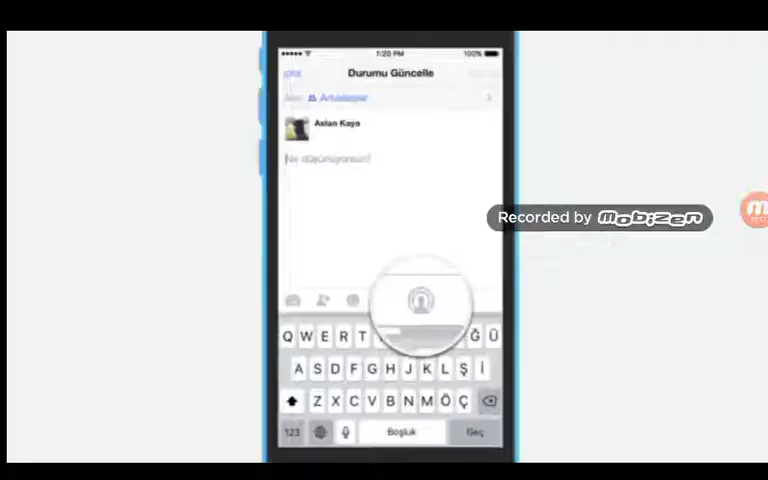 1:20 PM 100%
Durumu Güncelle
Arkadaşlar
Aslan Kaya
Ne düşünüyorsun?
Recorded by Mobizen
Q W E R T Ğ Ü
A S D F G H J K L Ş İ
Z X C V B N M Ö Ç
123 Boşluk Geç